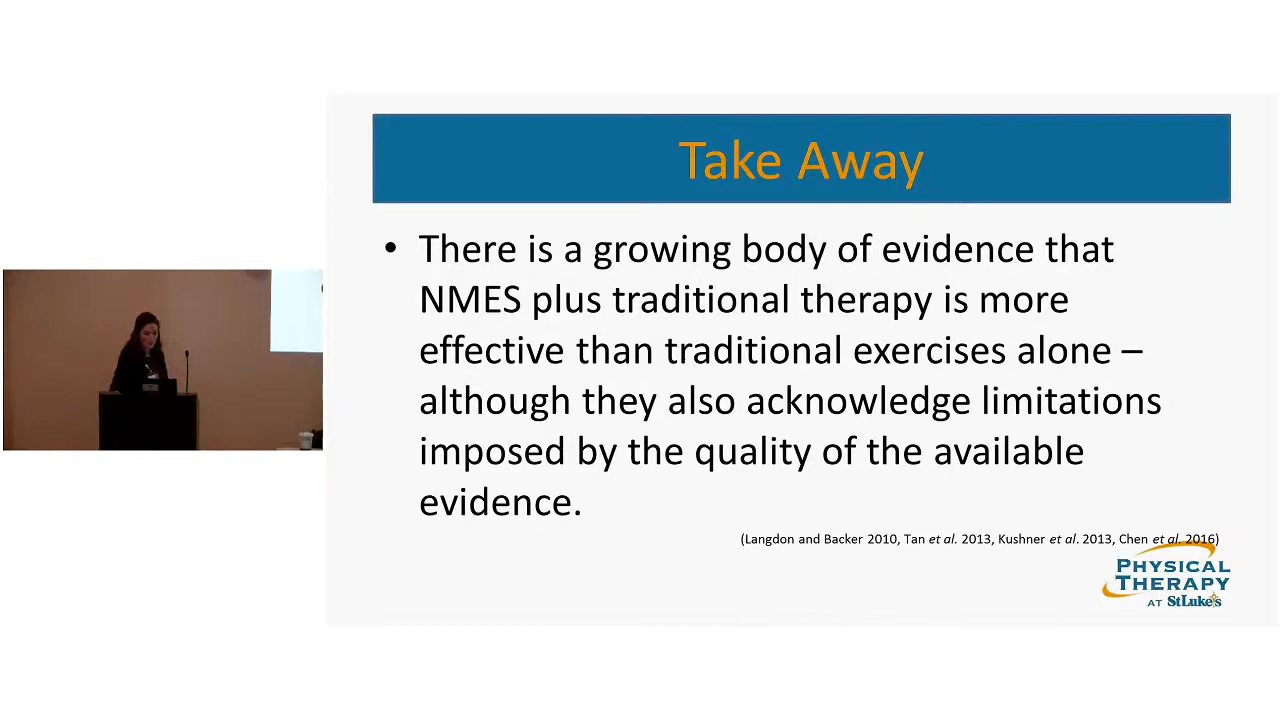 Take Away
• There is a growing body of evidence that
NMES plus traditional therapy is more
effective than traditional exercises alone –
although they also acknowledge limitations
imposed by the quality of the available
evidence.
(Langdon and Backer 2010, Tan et al. 2013, Kushner et al. 2013, Chen et al. 2016)
PHYSICAL
THERAPY
AT StLuke's